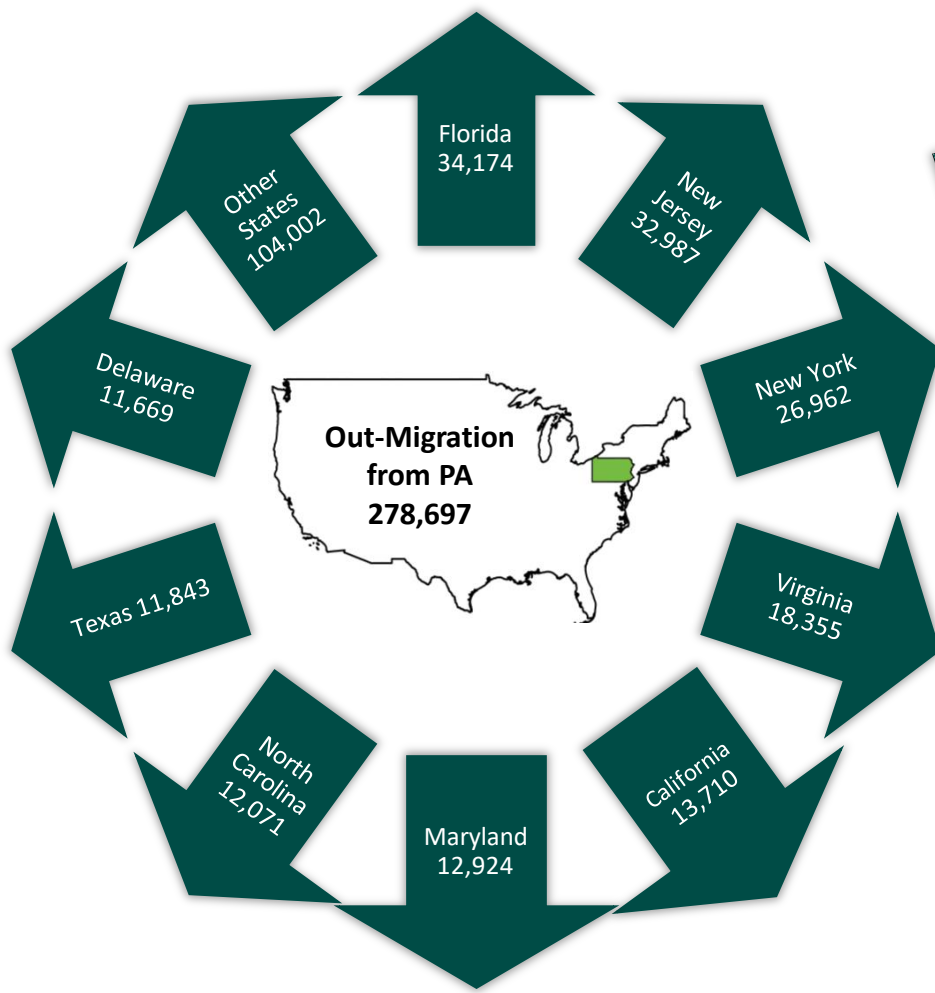 Florida
34,174
New
Jersey
32,987
New York
26,962
Virginia
18,355
California
13,710
Maryland
12,924
North
Carolina
12,071
Texas 11,843
Delaware
11,669
Other
States
104,002
Out-Migration
from PA
278,697